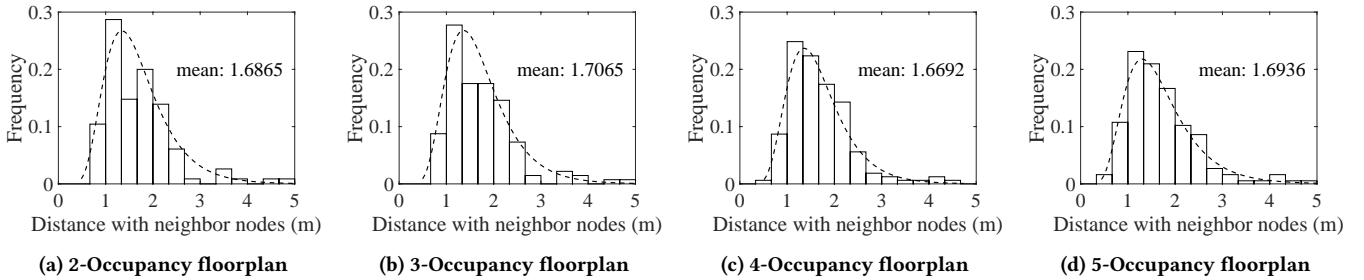 0.3
0.2
0.1
0
Frequency
mean: 1.6865
0 1 2 3 4 5
Distance with neighbor nodes (m)
(a) 2-Occupancy floorplan
0.3
0.2
0.1
0
Frequency
mean: 1.7065
0 1 2 3 4 5
Distance with neighbor nodes (m)
(b) 3-Occupancy floorplan
0.3
0.2
0.1
0
Frequency
mean: 1.6692
0 1 2 3 4 5
Distance with neighbor nodes (m)
(c) 4-Occupancy floorplan
0.3
0.2
0.1
0
Frequency
mean: 1.6936
0 1 2 3 4 5
Distance with neighbor nodes (m)
(d) 5-Occupancy floorplan